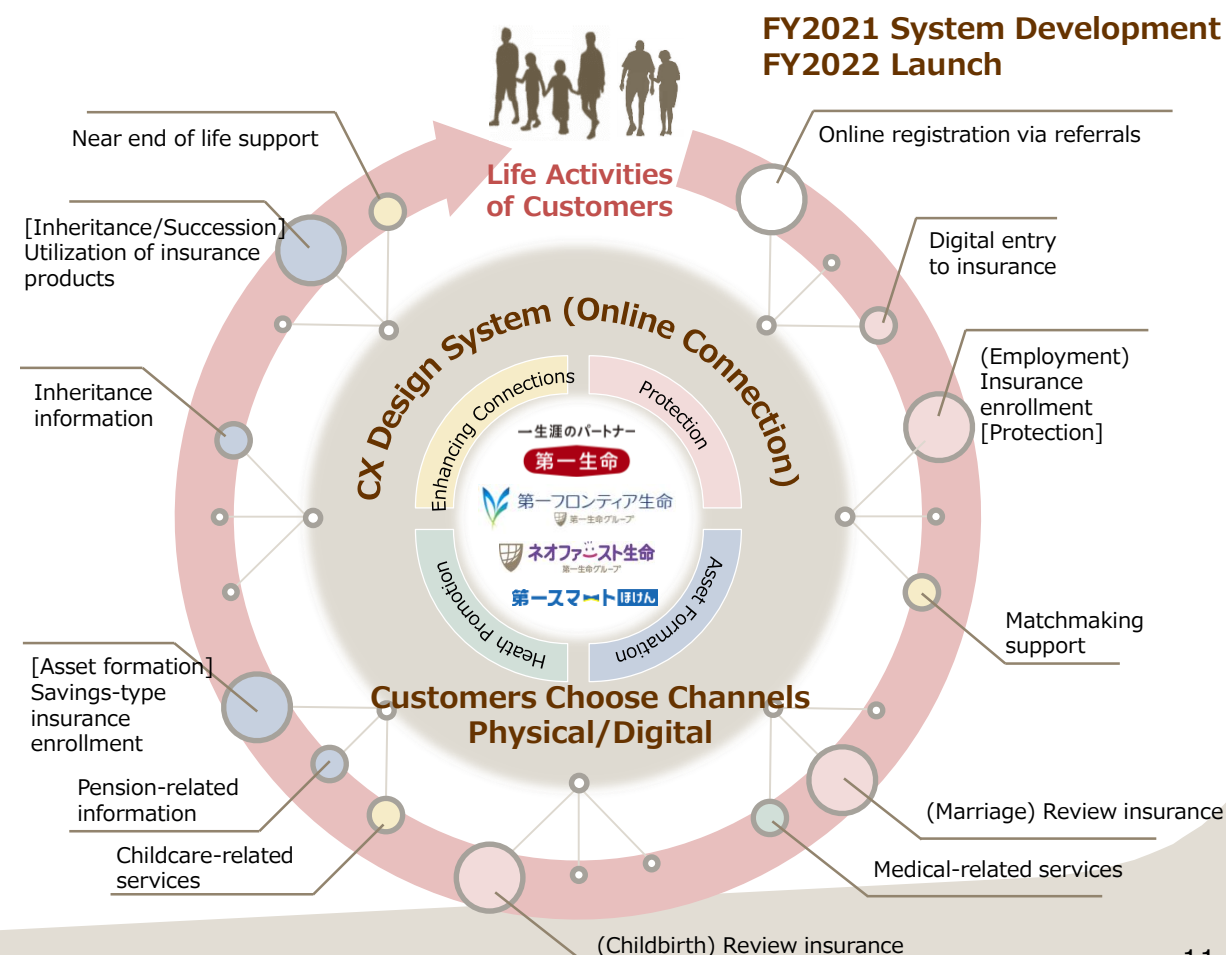 FY2021 System Development
FY2022 Launch
Life Activities
of Customers
Online registration via referrals
Digital entry
to insurance
(Employment)
Insurance
enrollment
[Protection]
Matchmaking
support
(Marriage) Review insurance
Medical-related services
(Childbirth) Review insurance
Childcare-related
services
Pension-related
information
[Asset formation]
Savings-type
insurance
enrollment
Inheritance
information
[Inheritance/Succession]
Utilization of insurance
products
Near end of life support
CX Design System (Online Connection)
Enhancing Connections
Protection
Asset Formation
Heath Promotion
一生涯のパートナー
第一生命
第一フロンティア生命
第一生命グループ
ネオファースト生命
第一生命グループ
第一スマートほけん
Customers Choose Channels
Physical/Digital